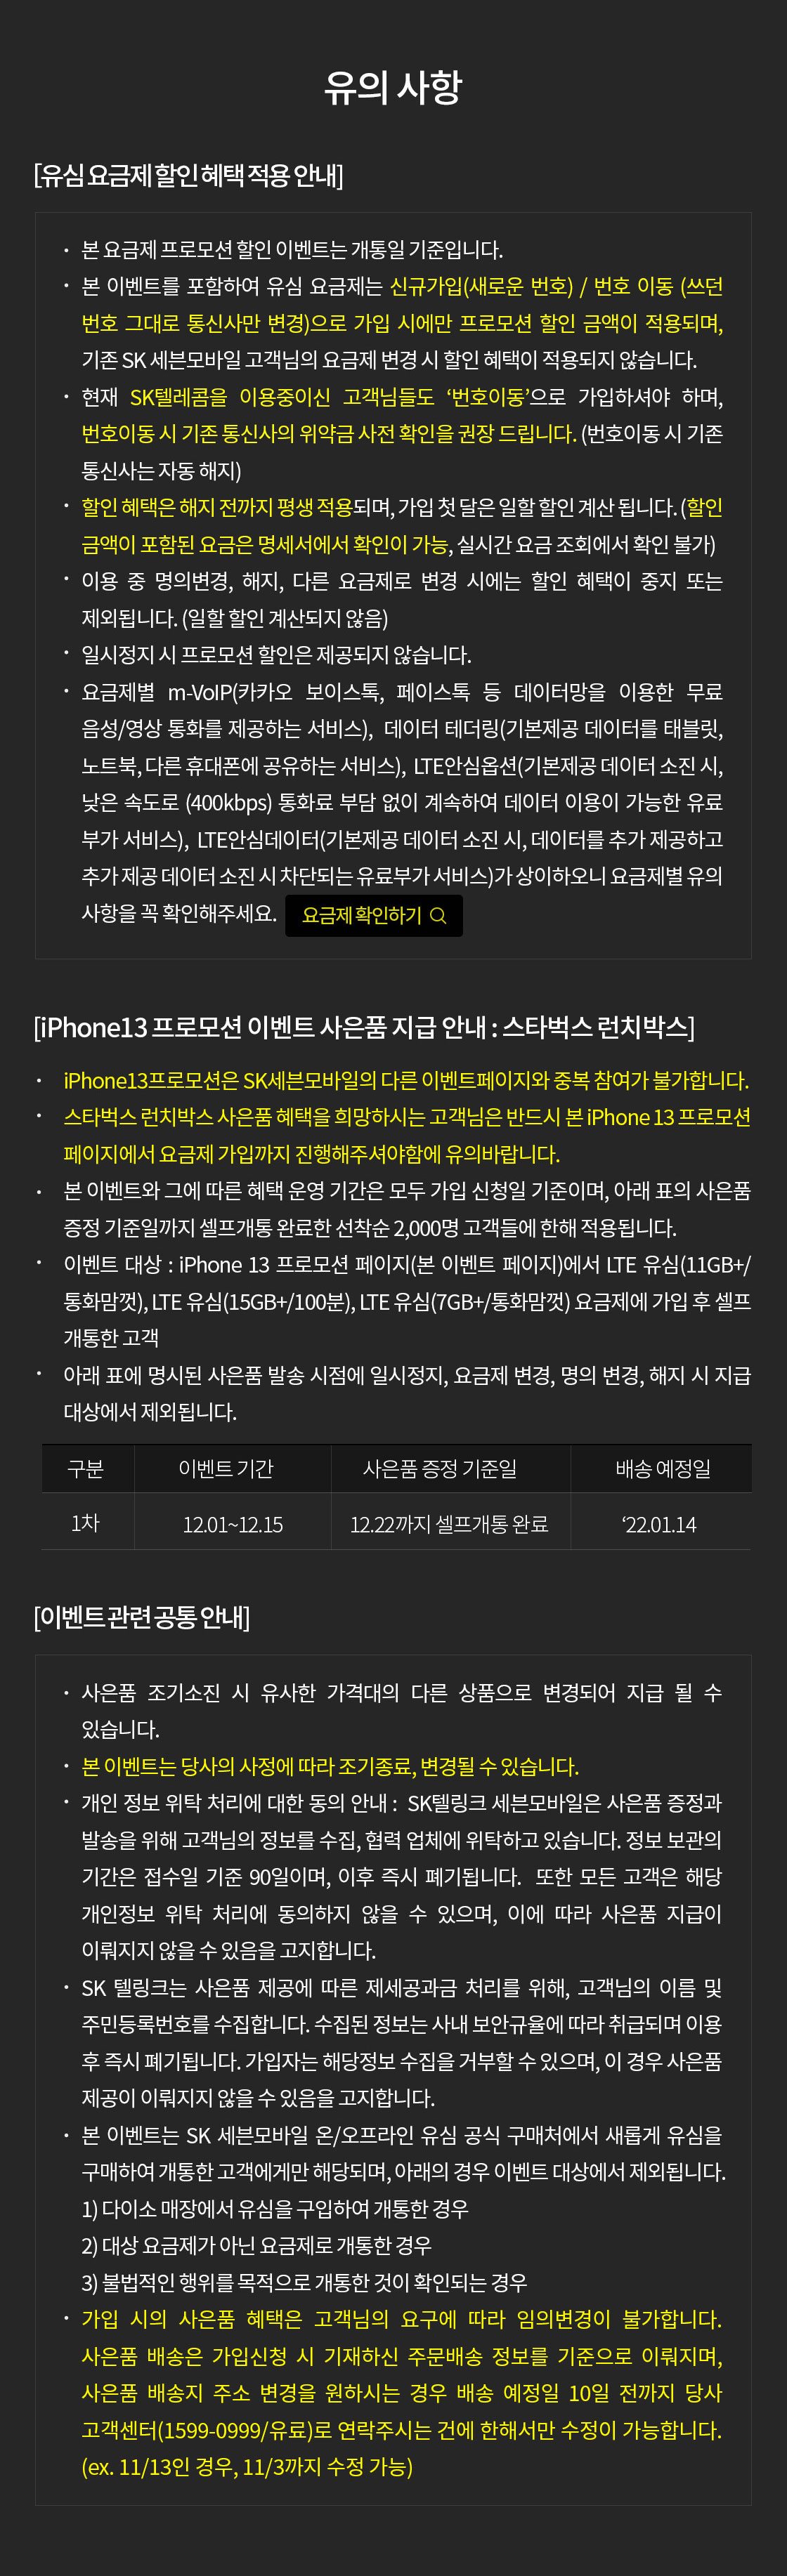 유의 사항
[유심 요금제 할인 혜택 적용 안내]
• 본 요금제 프로모션 할인 이벤트는 개통일 기준입니다.
• 본 이벤트를 포함하여 유심 요금제는 신규가입(새로운 번호) / 번호 이동 (쓰던
번호 그대로 통신사만 변경)으로 가입 시에만 프로모션 할인 금액이 적용되며,
기존 SK 세븐모바일 고객님의 요금제 변경 시 할인 혜택이 적용되지 않습니다.
• 현재 SK텔레콤을 이용중이신 고객님들도 ‘번호이동’으로 가입하셔야 하며,
번호이동 시 기존 통신사의 위약금 사전 확인을 권장 드립니다. (번호이동 시 기존
통신사는 자동 해지)
• 할인 혜택은 해지 전까지 평생 적용되며, 가입 첫 달은 일할 할인 계산 됩니다. (할인
금액이 포함된 요금은 명세서에서 확인이 가능, 실시간 요금 조회에서 확인 불가)
• 이용 중 명의변경, 해지, 다른 요금제로 변경 시에는 할인 혜택이 중지 또는
제외됩니다. (일할 할인 계산되지 않음)
• 일시정지 시 프로모션 할인은 제공되지 않습니다.
• 요금제별 m-VoIP(카카오 보이스톡, 페이스톡 등 데이터망을 이용한 무료
음성/영상 통화를 제공하는 서비스), 데이터 테더링(기본제공 데이터를 태블릿,
노트북, 다른 휴대폰에 공유하는 서비스), LTE안심옵션(기본제공 데이터 소진 시,
낮은 속도로 (400kbps) 통화료 부담 없이 계속하여 데이터 이용이 가능한 유료
부가 서비스), LTE안심데이터(기본제공 데이터 소진 시, 데이터를 추가 제공하고
추가 제공 데이터 소진 시 차단되는 유료부가 서비스)가 상이하오니 요금제별 유의
사항을 꼭 확인해주세요. 요금제 확인하기
[iPhone13 프로모션 이벤트 사은품 지급 안내 : 스타벅스 런치박스]
• iPhone13프로모션은 SK세븐모바일의 다른 이벤트페이지와 중복 참여가 불가합니다.
• 스타벅스 런치박스 사은품 혜택을 희망하시는 고객님은 반드시 본 iPhone 13 프로모션
페이지에서 요금제 가입까지 진행해주셔야함에 유의바랍니다.
• 본 이벤트와 그에 따른 혜택 운영 기간은 모두 가입 신청일 기준이며, 아래 표의 사은품
증정 기준일까지 셀프개통 완료한 선착순 2,000명 고객들에 한해 적용됩니다.
• 이벤트 대상 : iPhone 13 프로모션 페이지(본 이벤트 페이지)에서 LTE 유심(11GB+/
통화맘껏), LTE 유심(15GB+/100분), LTE 유심(7GB+/통화맘껏) 요금제에 가입 후 셀프
개통한 고객
• 아래 표에 명시된 사은품 발송 시점에 일시정지, 요금제 변경, 명의 변경, 해지 시 지급
대상에서 제외됩니다.
구분 이벤트 기간 사은품 증정 기준일 배송 예정일
1차 12.01~12.15 12.22까지 셀프개통 완료 ‘22.01.14
[이벤트 관련 공통 안내]
• 사은품 조기소진 시 유사한 가격대의 다른 상품으로 변경되어 지급 될 수
있습니다.
• 본 이벤트는 당사의 사정에 따라 조기종료, 변경될 수 있습니다.
• 개인 정보 위탁 처리에 대한 동의 안내 : SK텔링크 세븐모바일은 사은품 증정과
발송을 위해 고객님의 정보를 수집, 협력 업체에 위탁하고 있습니다. 정보 보관의
기간은 접수일 기준 90일이며, 이후 즉시 폐기됩니다. 또한 모든 고객은 해당
개인정보 위탁 처리에 동의하지 않을 수 있으며, 이에 따라 사은품 지급이
이뤄지지 않을 수 있음을 고지합니다.
• SK 텔링크는 사은품 제공에 따른 제세공과금 처리를 위해, 고객님의 이름 및
주민등록번호를 수집합니다. 수집된 정보는 사내 보안규율에 따라 취급되며 이용
후 즉시 폐기됩니다. 가입자는 해당정보 수집을 거부할 수 있으며, 이 경우 사은품
제공이 이뤄지지 않을 수 있음을 고지합니다.
• 본 이벤트는 SK 세븐모바일 온/오프라인 유심 공식 구매처에서 새롭게 유심을
구매하여 개통한 고객에게만 해당되며, 아래의 경우 이벤트 대상에서 제외됩니다.
1) 다이소 매장에서 유심을 구입하여 개통한 경우
2) 대상 요금제가 아닌 요금제로 개통한 경우
3) 불법적인 행위를 목적으로 개통한 것이 확인되는 경우
• 가입 시의 사은품 혜택은 고객님의 요구에 따라 임의변경이 불가합니다.
사은품 배송은 가입신청 시 기재하신 주문배송 정보를 기준으로 이뤄지며,
사은품 배송지 주소 변경을 원하시는 경우 배송 예정일 10일 전까지 당사
고객센터(1599-0999/유료)로 연락주시는 건에 한해서만 수정이 가능합니다.
(ex. 11/13인 경우, 11/3까지 수정 가능)